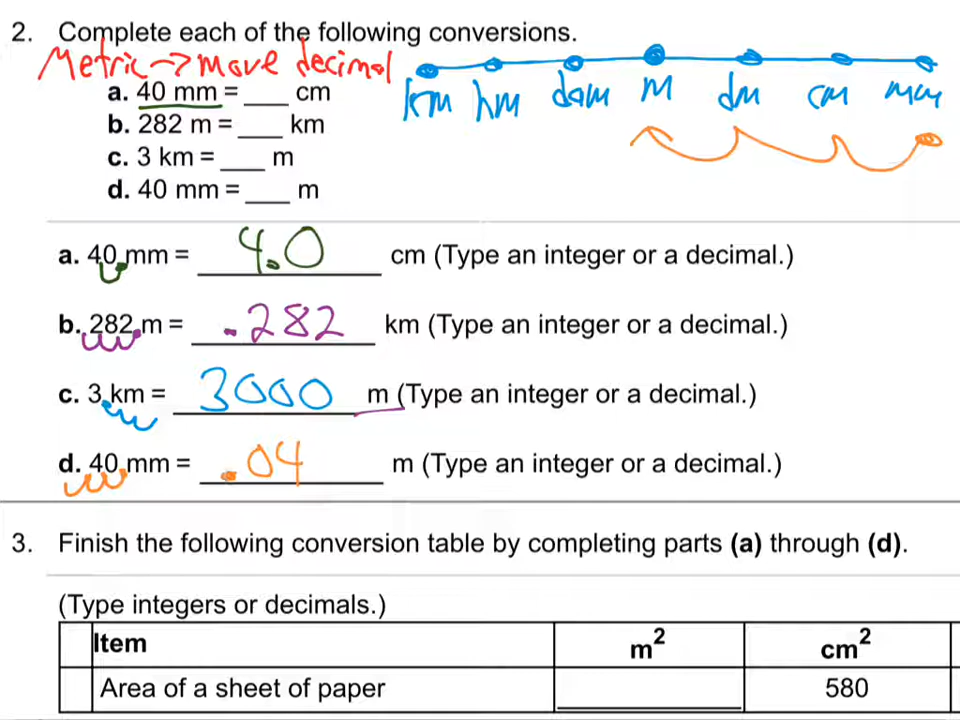 2. Complete each of the following conversions.
Metric → move decimal
a. 40 mm = ___ cm
km hm dam m dm cm mm
b. 282 m = ___ km
c. 3 km = ___ m
d. 40 mm = ___ m
a. 40 mm = 4.0 cm (Type an integer or a decimal.)
b. 282 m = .282 km (Type an integer or a decimal.)
c. 3 km = 3000 m (Type an integer or a decimal.)
d. 40 mm = .04 m (Type an integer or a decimal.)
3. Finish the following conversion table by completing parts (a) through (d).
(Type integers or decimals.)
Item m² cm²
Area of a sheet of paper 580